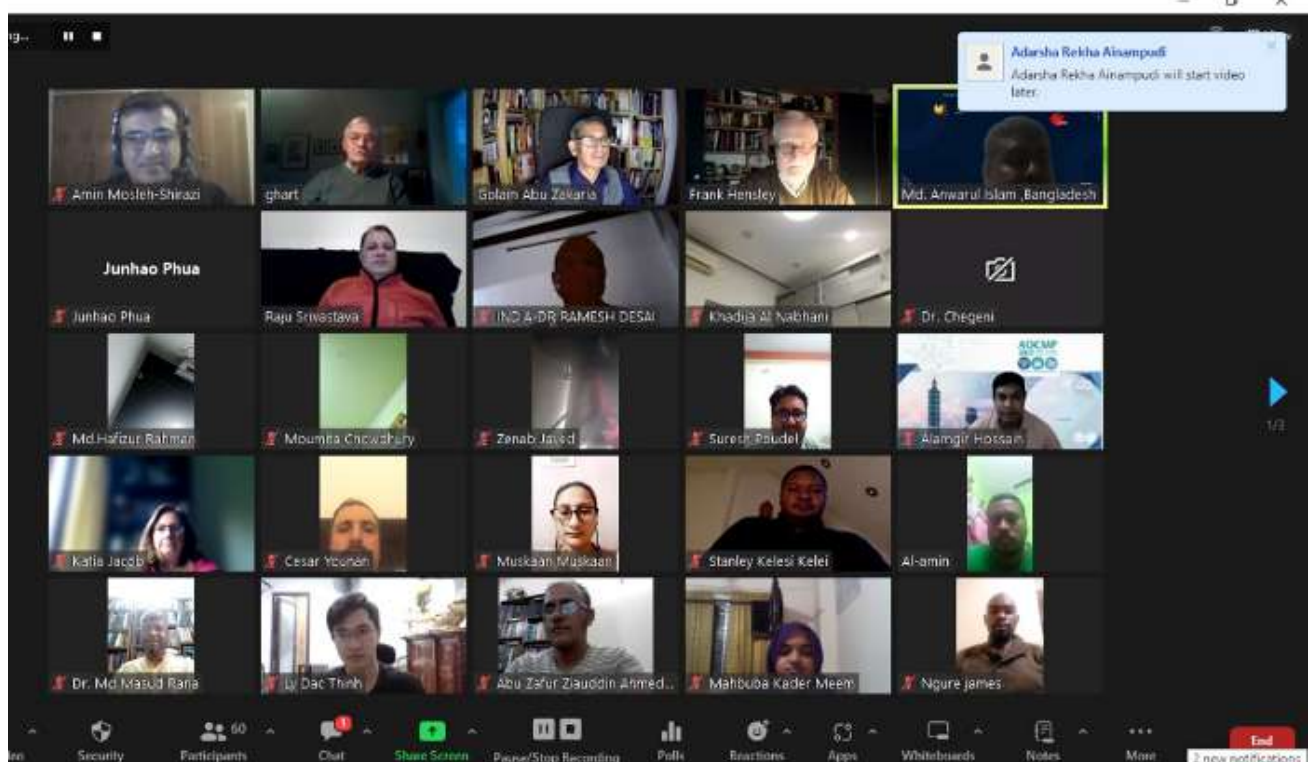 Adarsha Rekha Ainampudi
Adarsha Rekha Ainampudi will start video
later.
Amin Mosleh-Shirazi
ghart
Golam Abu Zakaria
Frank Hensley
Md. Anwarul Islam ,Bangladesh
Junhao Phua
Junhao Phua
Raju Srivastava
INDIA-DR RAMESH DESAI
Khadija Al Nabhani
Dr. Chegeni
Md.Hafizur Rahman
Moumita Chowdhury
Zenab Javed
Suresh Poudel
AOCMP
Alamgir Hossain
1/3
Katia Jacob
Cesar Younan
Muskaan Muskaan
Stanley Kelesi Kelei
Al-amin
Dr. Md Masud Rana
Ly Dac Thinh
Abu Zafur Ziauddin Ahmed...
Mahbuba Kader Meem
Ngure james
60
1
Security
Participants
Chat
Share Screen
Pause/Stop Recording
Polls
Reactions
Apps
Whiteboards
Notes
More
End
2 new notifications